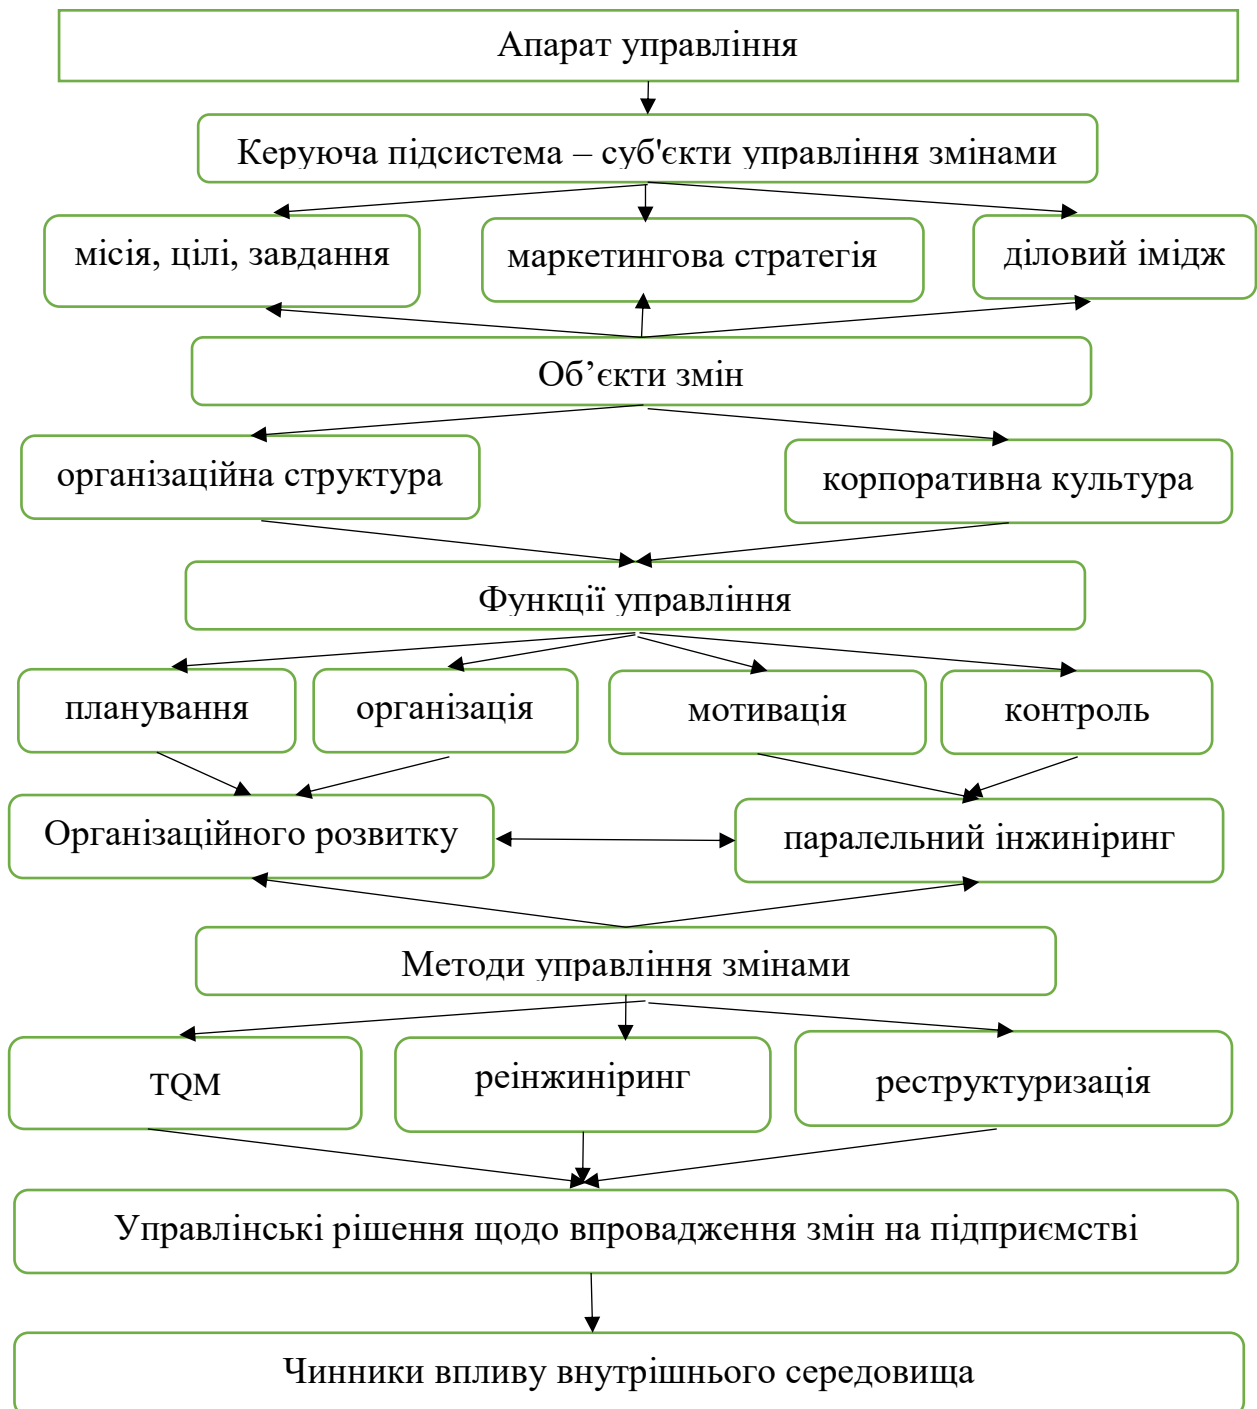 Апарат управління
Керуюча підсистема – суб'єкти управління змінами
місія, цілі, завдання
маркетингова стратегія
діловий імідж
Об’єкти змін
організаційна структура
корпоративна культура
Функції управління
планування
організація
мотивація
контроль
Організаційного розвитку
паралельний інжиніринг
Методи управління змінами
TQM
реінжиніринг
реструктуризація
Управлінські рішення щодо впровадження змін на підприємстві
Чинники впливу внутрішнього середовища